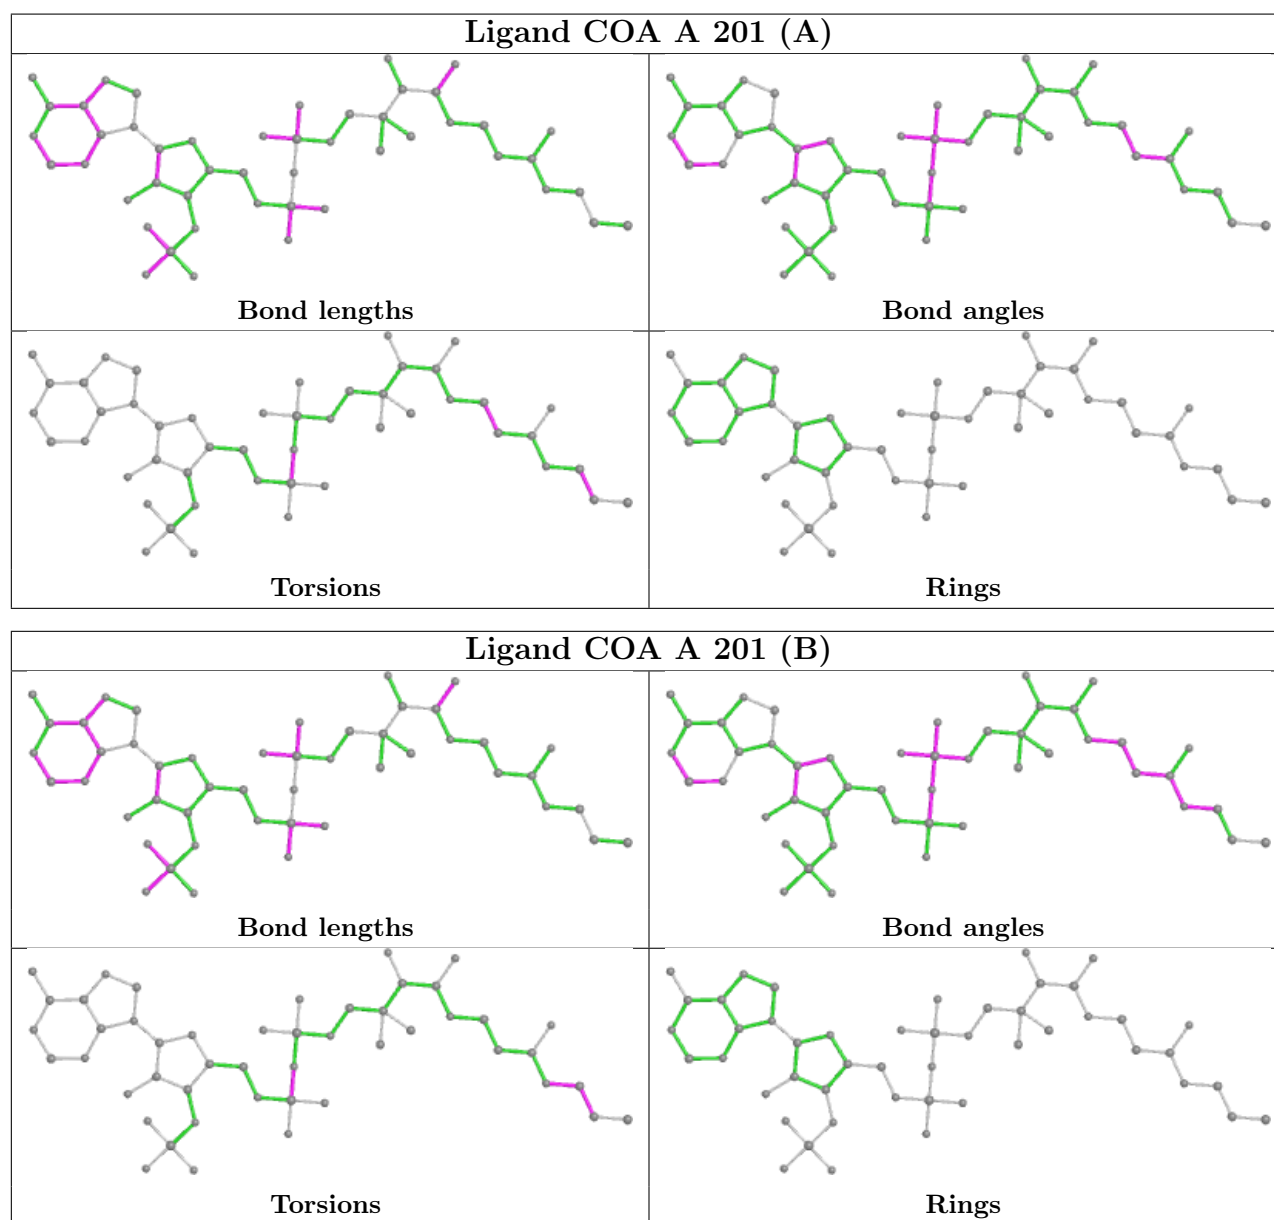 Ligand COA A 201 (A)
Bond lengths
Bond angles
Torsions
Rings
Ligand COA A 201 (B)
Bond lengths
Bond angles
Torsions
Rings